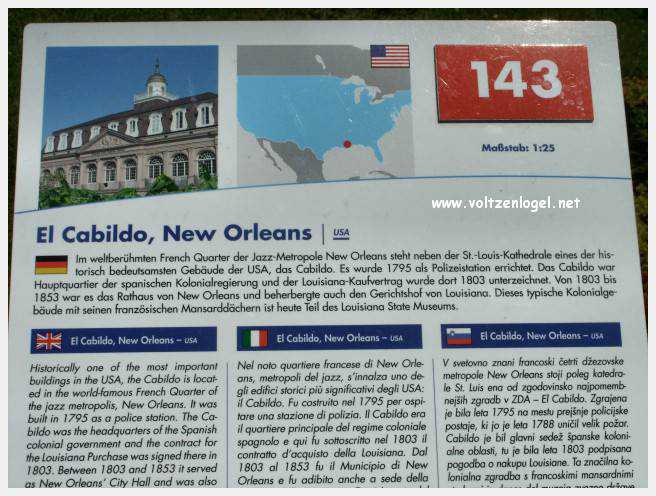 143
Maßstab: 1:25
www.voltzenlogel.net
El Cabildo, New Orleans | USA
Im weltberühmten French Quarter der Jazz-Metropole New Orleans steht neben der St.-Louis-Kathedrale eines der his-
torisch bedeutsamsten Gebäude der USA, das Cabildo. Es wurde 1795 als Polizeistation errichtet. Das Cabildo war
Hauptquartier der spanischen Kolonialregierung und der Louisiana-Kaufvertrag wurde dort 1803 unterzeichnet. Von 1803 bis
1853 war es das Rathaus von New Orleans und beherbergte auch den Gerichtshof von Louisiana. Dieses typische Kolonialge-
bäude mit seinen französischen Mansarddächern ist heute Teil des Louisiana State Museums.
El Cabildo, New Orleans – USA
Historically one of the most important
buildings in the USA, the Cabildo is locat-
ed in the world-famous French Quarter of
the jazz metropolis, New Orleans. It was
built in 1795 as a police station. The Ca-
bildo was the headquarters of the Spanish
colonial government and the contract for
the Louisiana Purchase was signed there in
1803. Between 1803 and 1853 it served
as New Orleans' City Hall and was also
El Cabildo, New Orleans – USA
Nel noto quartiere francese di New Orle-
ans, metropoli del jazz, s'innalza uno de-
gli edifici storici più significativi degli USA:
il Cabildo. Fu costruito nel 1795 per ospi-
tare una stazione di polizia. Il Cabildo era
il quartiere principale del regime coloniale
spagnolo e qui fu sottoscritto nel 1803 il
contratto d'acquisto della Louisiana. Dal
1803 al 1853 fu il Municipio di New
Orleans e fu adibito anche a sede della
El Cabildo, New Orleans – USA
V svetovno znani francoski četrti džezovske
metropole New Orleans stoji poleg katedra-
le St. Luis ena od zgodovinsko najpomemb-
nejših zgradb v ZDA – El Cabildo. Zgrajena
je bila leta 1795 na mestu prejšnje policijske
postaje, ki jo je leta 1788 uničil velik požar.
Cabildo je bil glavni sedež španske koloni-
alne oblasti, tu je bila leta 1803 podpisana
pogodba o nakupu Louisiane. Ta značilna ko-
lonialna zgradba s francoskimi mansardnimi